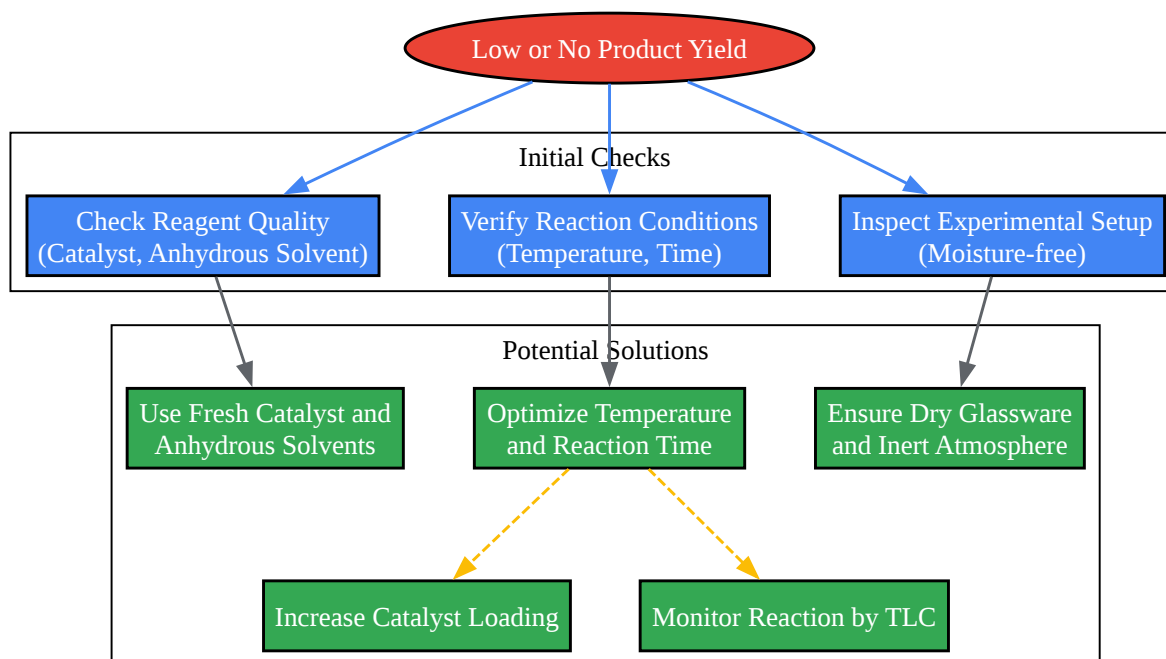 Low or No Product Yield
Initial Checks
Check Reagent Quality
(Catalyst, Anhydrous Solvent)
Verify Reaction Conditions
(Temperature, Time)
Inspect Experimental Setup
(Moisture-free)
Potential Solutions
Use Fresh Catalyst and
Anhydrous Solvents
Optimize Temperature
and Reaction Time
Ensure Dry Glassware
and Inert Atmosphere
Increase Catalyst Loading
Monitor Reaction by TLC